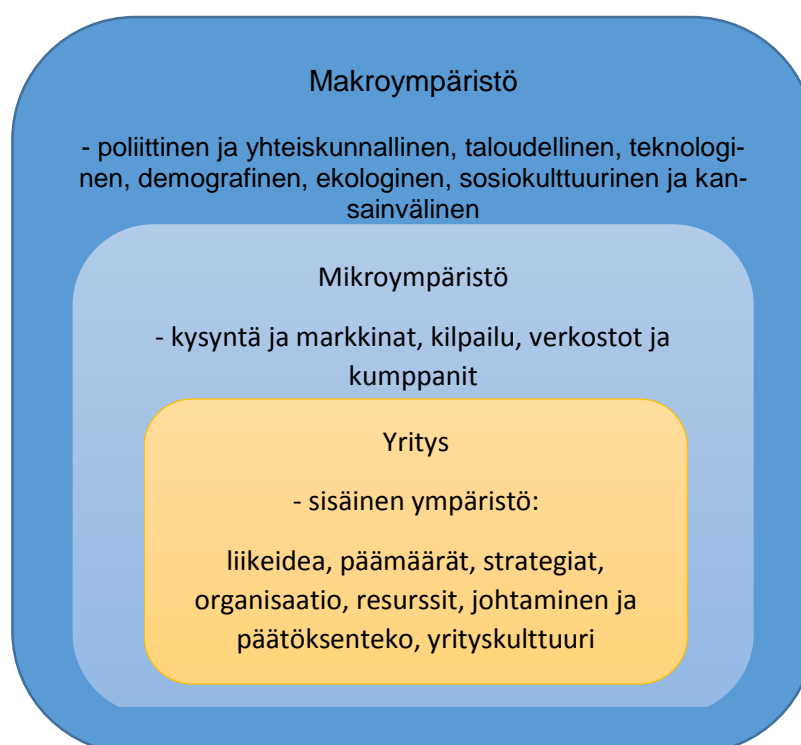 Makroympäristö
- poliittinen ja yhteiskunnallinen, taloudellinen, teknologi-
nen, demografinen, ekologinen, sosiokulttuurinen ja kan-
sainvälinen
Mikroympäristö
- kysyntä ja markkinat, kilpailu, verkostot ja
kumppanit
Yritys
- sisäinen ympäristö:
liikeidea, päämäärät, strategiat,
organisaatio, resurssit, johtaminen ja
päätöksenteko, yrityskulttuuri